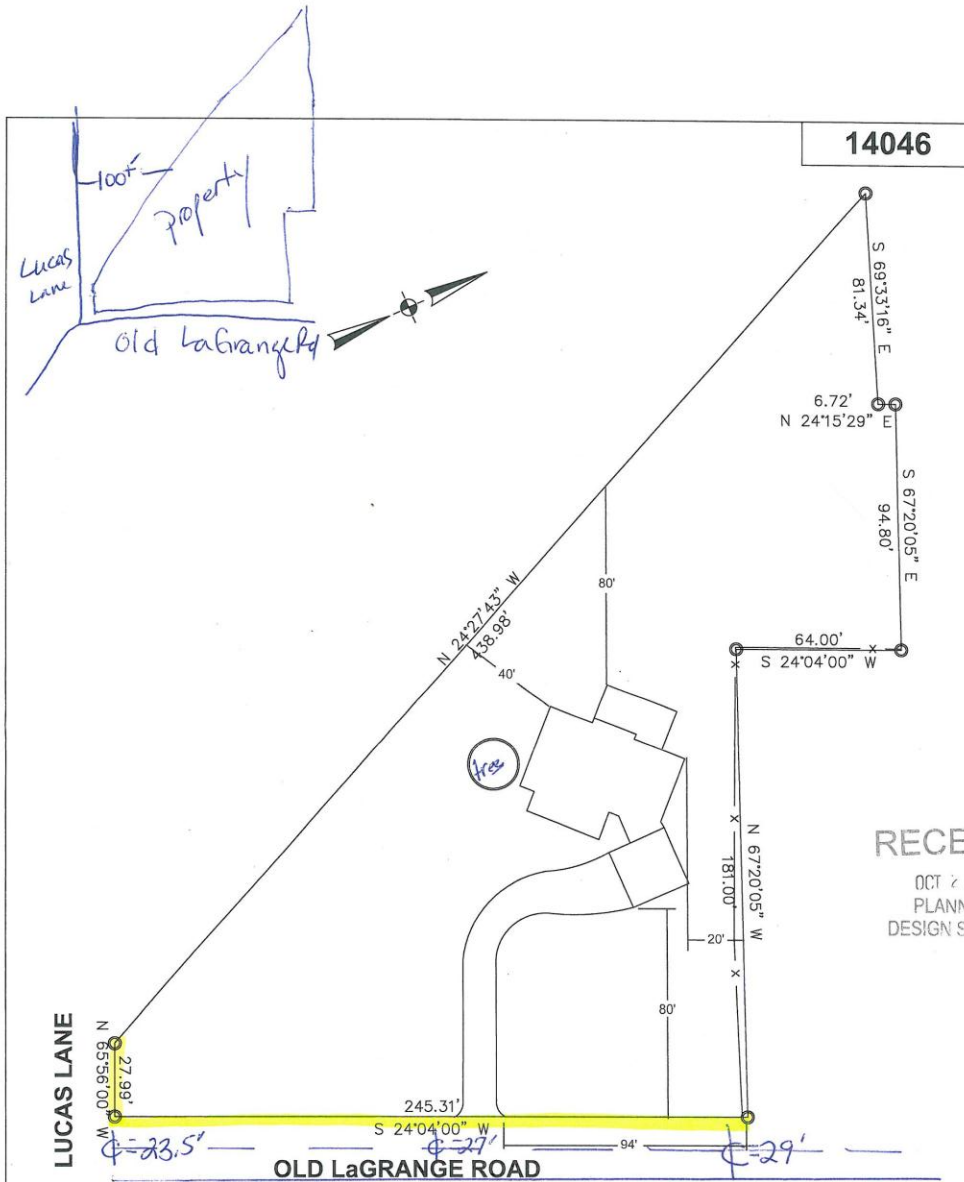 14046
100±
property
Lucas
Lane
Old LaGrange Rd
S 69°33'16" E
81.34'
6.72'
N 24°15'29" E
S 67°20'05" E
94.80'
N 24°27'43" W
438.98'
80'
64.00'
S 24°04'00" W
40'
tree
N 67°20'05" W
181.00'
20'
80'
LUCAS LANE
N 65°56'00" W
27.99'
245.31'
S 24°04'00" W
94'
℄=23.5'
℄=27'
℄=29'
OLD LaGRANGE ROAD
RECE
OCT
PLANN
DESIGN S